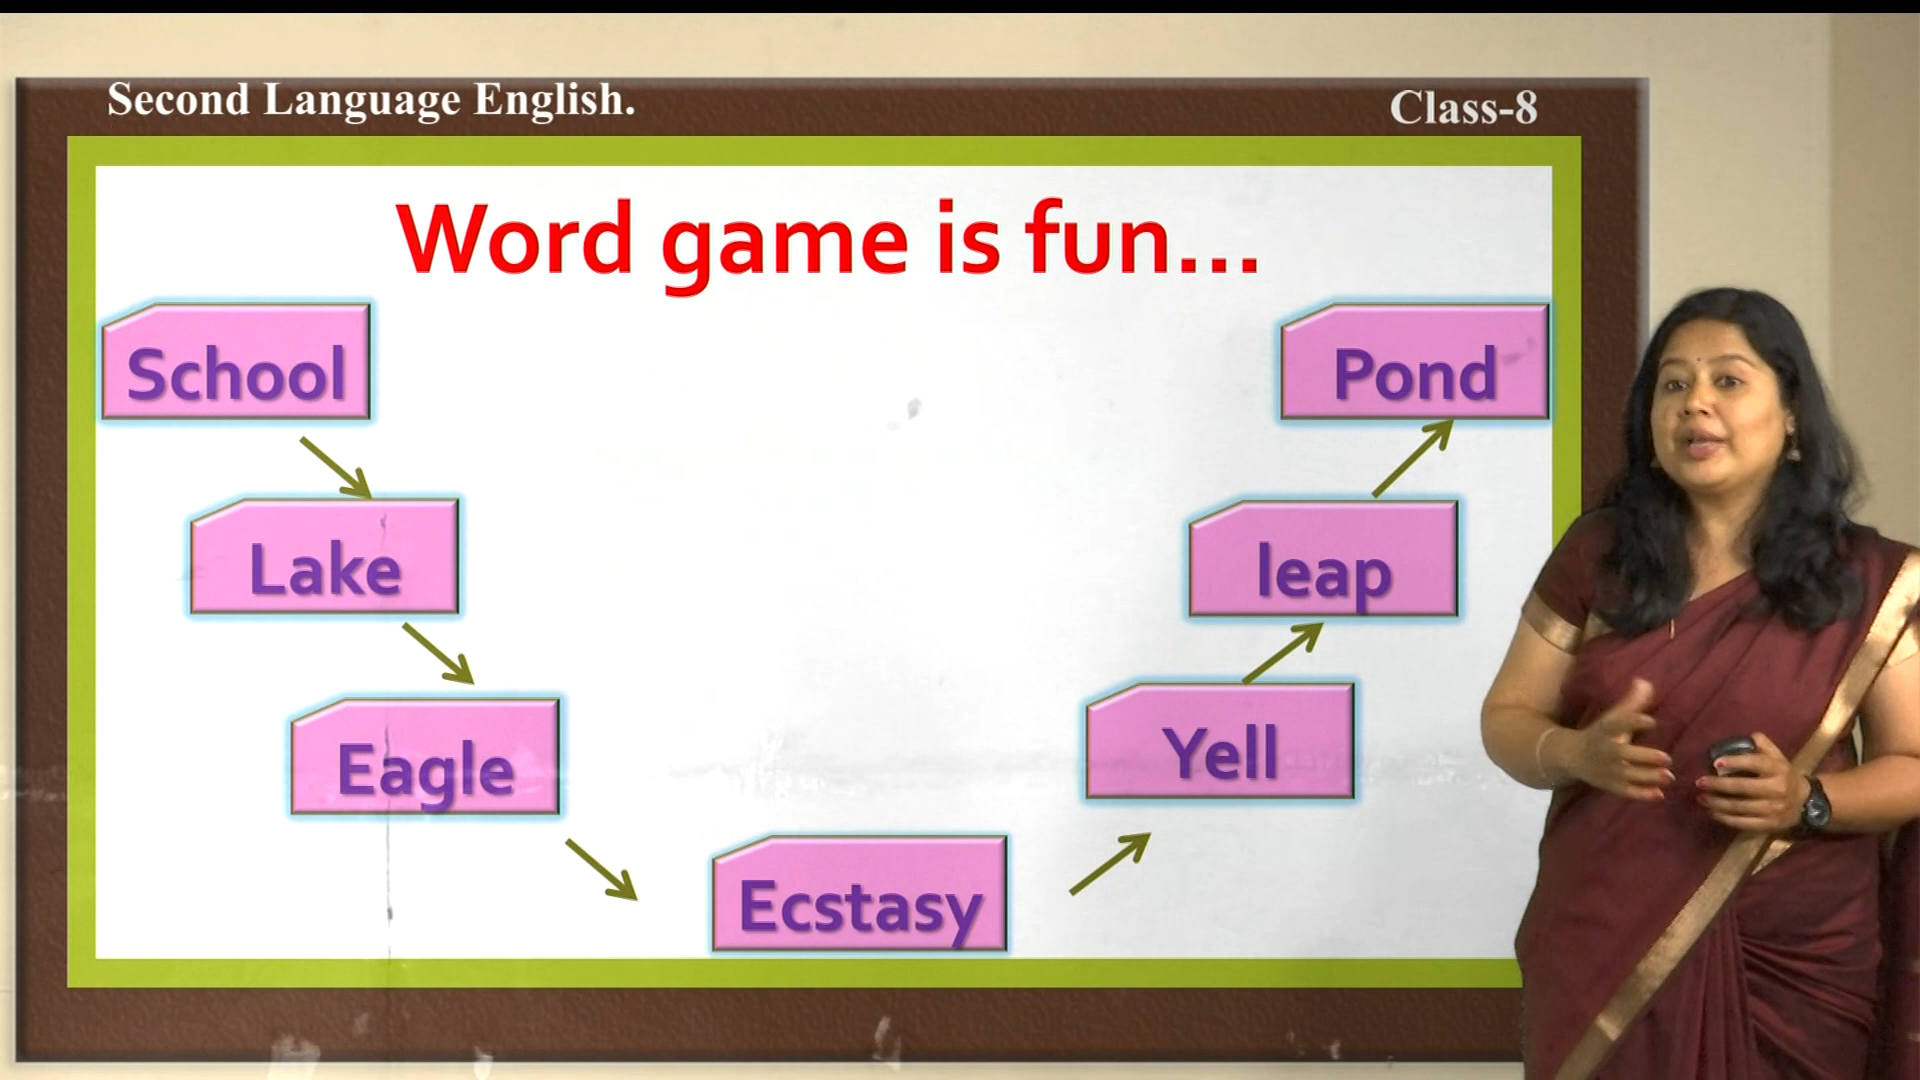 Second Language English.
Class-8
Word game is fun...
School
Lake
Eagle
Ecstasy
Yell
leap
Pond